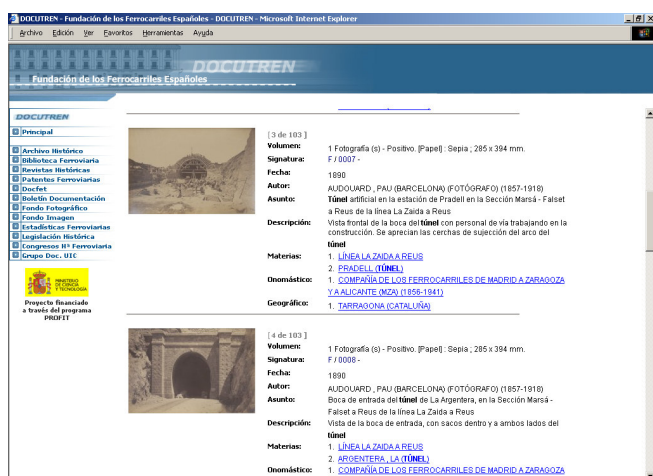 DOCUTREN - Fundación de los Ferrocarriles Españoles - DOCUTREN - Microsoft Internet Explorer
Archivo Edición Ver Favoritos Herramientas Ayuda
DOCUTREN
Fundación de los Ferrocarriles Españoles
DOCUTREN
Principal
Archivo Histórico
Biblioteca Ferroviaria
Revistas Históricas
Patentes Ferroviarias
Docfet
Boletín Documentación
Fondo Fotográfico
Fondo Imagen
Estadísticas Ferroviarias
Legislación Histórica
Congresos Hª Ferroviaria
Grupo Doc. UIC
MINISTERIO
DE CIENCIA
Y TECNOLOGÍA
Proyecto financiado
a través del programa
PROFIT
[ 3 de 103 ]
Volumen: 1 Fotografía (s) - Positivo. [Papel] : Sepia ; 285 x 394 mm.
Signatura: F / 0007 -
Fecha: 1890
Autor: AUDOUARD , PAU (BARCELONA) (FOTÓGRAFO) (1857-1918)
Asunto: Túnel artificial en la estación de Pradell en la Sección Marsá - Falset
a Reus de la línea La Zaida a Reus
Descripción: Vista frontal de la boca del túnel con personal de vía trabajando en la
construcción. Se aprecian las cerchas de sujección del arco del
túnel
Materias: 1. LÍNEA LA ZAIDA A REUS
2. PRADELL (TÚNEL)
Onomástico: 1. COMPAÑÍA DE LOS FERROCARRILES DE MADRID A ZARAGOZA
Y A ALICANTE (MZA) (1856-1941)
Geográfico: 1. TARRAGONA (CATALUÑA)
[ 4 de 103 ]
Volumen: 1 Fotografía (s) - Positivo. [Papel] : Sepia ; 285 x 394 mm.
Signatura: F / 0008 -
Fecha: 1890
Autor: AUDOUARD , PAU (BARCELONA) (FOTÓGRAFO) (1857-1918)
Asunto: Boca de entrada del túnel de La Argentera, en la Sección Marsá -
Falset a Reus de la línea La Zaida a Reus
Descripción: Vista de la boca de entrada, con sacos dentro y a ambos lados del
túnel
Materias: 1. LÍNEA LA ZAIDA A REUS
2. ARGENTERA , LA (TÚNEL)
Onomástico: 1. COMPAÑÍA DE LOS FERROCARRILES DE MADRID A ZARAGOZA